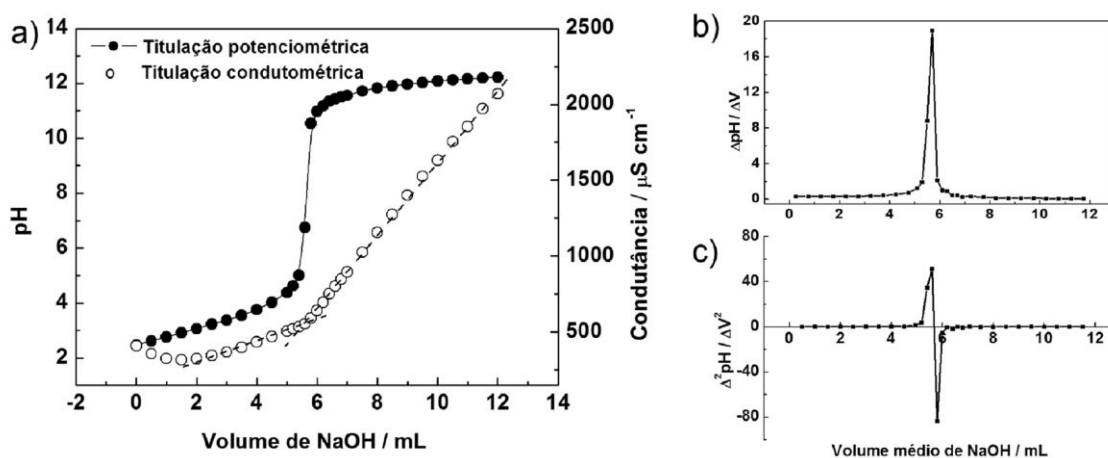 a)
Titulação potenciométrica
Titulação condutométrica
14
12
10
8
6
4
2
pH
2500
2000
1500
1000
500
Condutância / µS cm⁻¹
-2 0 2 4 6 8 10 12 14
Volume de NaOH / mL
b)
20
16
12
8
4
0
ΔpH / ΔV
0 2 4 6 8 10 12
c)
80
40
0
-40
-80
Δ²pH / ΔV²
0 2 4 6 8 10 12
Volume médio de NaOH / mL